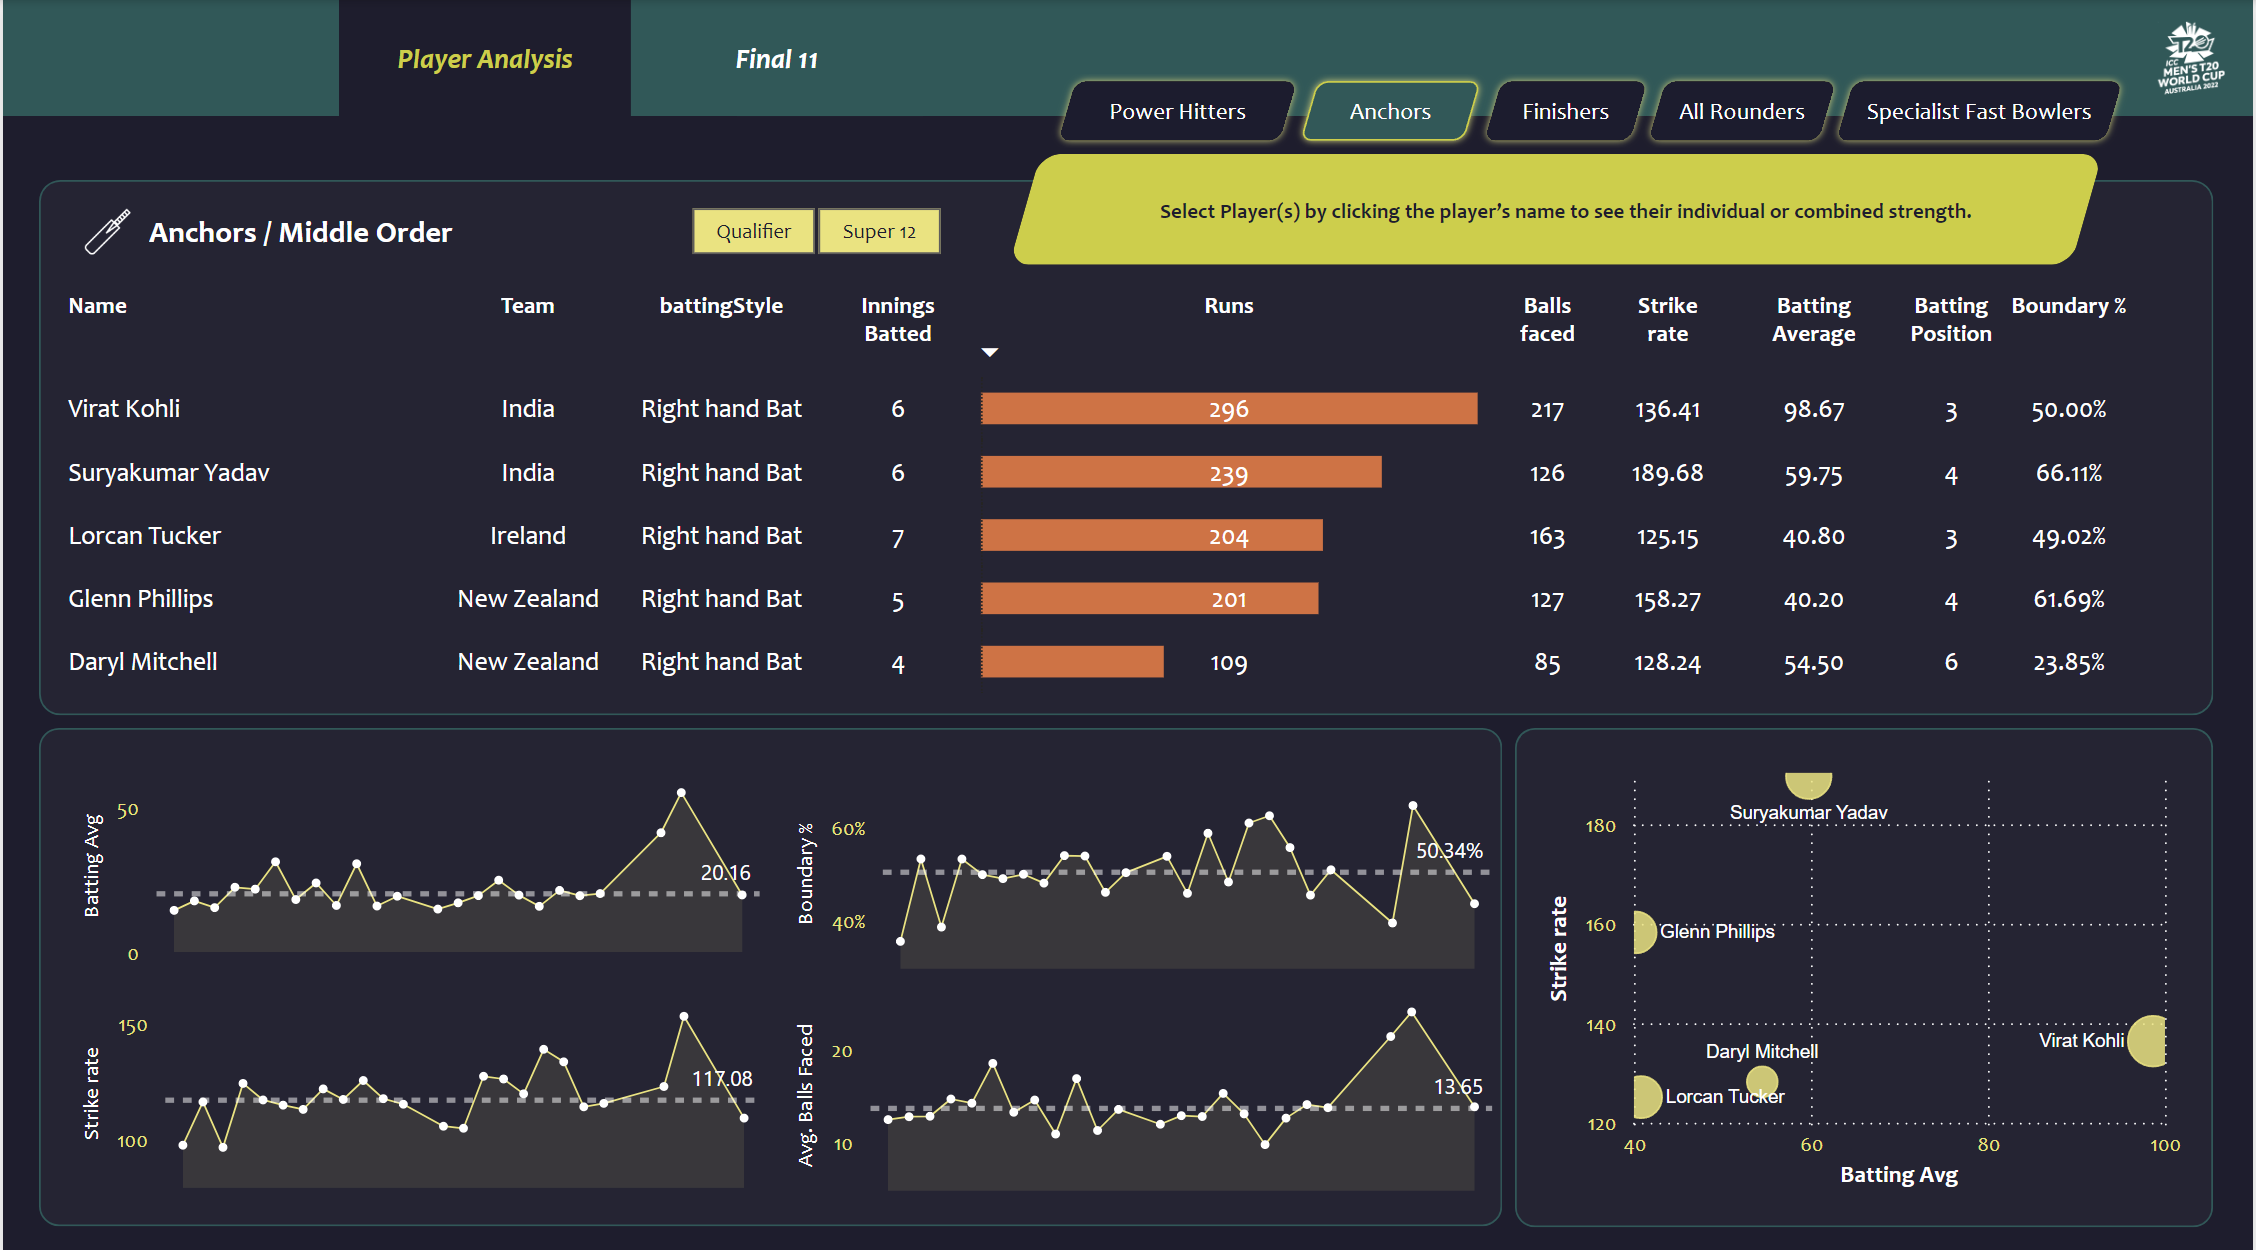 Player Analysis
Final 11
ICC
MEN'S T20
WORLD CUP
AUSTRALIA 2022
Power Hitters
Anchors
Finishers
All Rounders
Specialist Fast Bowlers
Select Player(s) by clicking the player's name to see their individual or combined strength.
Anchors / Middle Order
Qualifier
Super 12
Name Team battingStyle Innings Batted Runs Balls faced Strike rate Batting Average Batting Position Boundary %
Virat Kohli India Right hand Bat 6 296 217 136.41 98.67 3 50.00%
Suryakumar Yadav India Right hand Bat 6 239 126 189.68 59.75 4 66.11%
Lorcan Tucker Ireland Right hand Bat 7 204 163 125.15 40.80 3 49.02%
Glenn Phillips New Zealand Right hand Bat 5 201 127 158.27 40.20 4 61.69%
Daryl Mitchell New Zealand Right hand Bat 4 109 85 128.24 54.50 6 23.85%
Batting Avg
50
0
20.16
Boundary %
60%
40%
50.34%
Strike rate
150
100
117.08
Avg. Balls Faced
20
10
13.65
Strike rate
180
160
140
120
Suryakumar Yadav
Glenn Phillips
Virat Kohli
Daryl Mitchell
Lorcan Tucker
40 60 80 100
Batting Avg